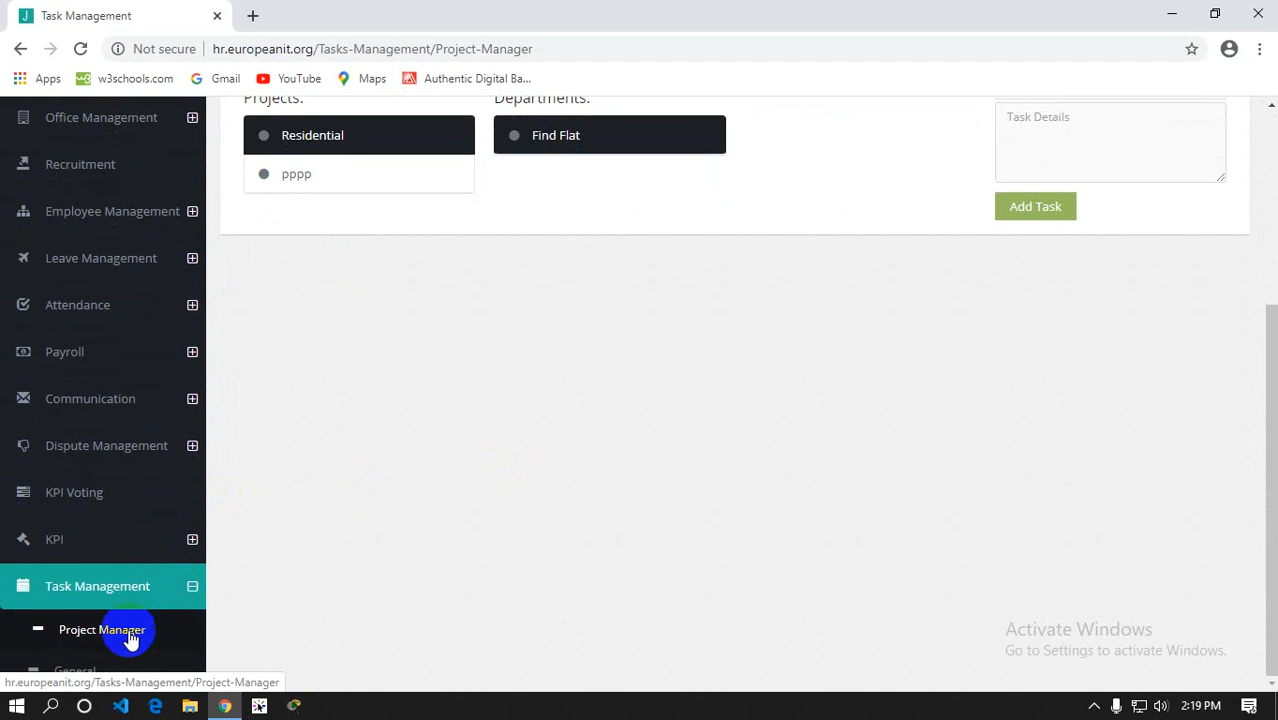 Task Management
Not secure
hr.europeanit.org/Tasks-Management/Project-Manager
Apps
w3schools.com
Gmail
YouTube
Maps
Authentic Digital Ba...
Office Management
Recruitment
Employee Management
Leave Management
Attendance
Payroll
Communication
Dispute Management
KPI Voting
KPI
Task Management
Project Manager
General
hr.europeanit.org/Tasks-Management/Project-Manager
Projects:
Residential
pppp
Departments:
Find Flat
Task Details
Add Task
Activate Windows
Go to Settings to activate Windows.
2:19 PM